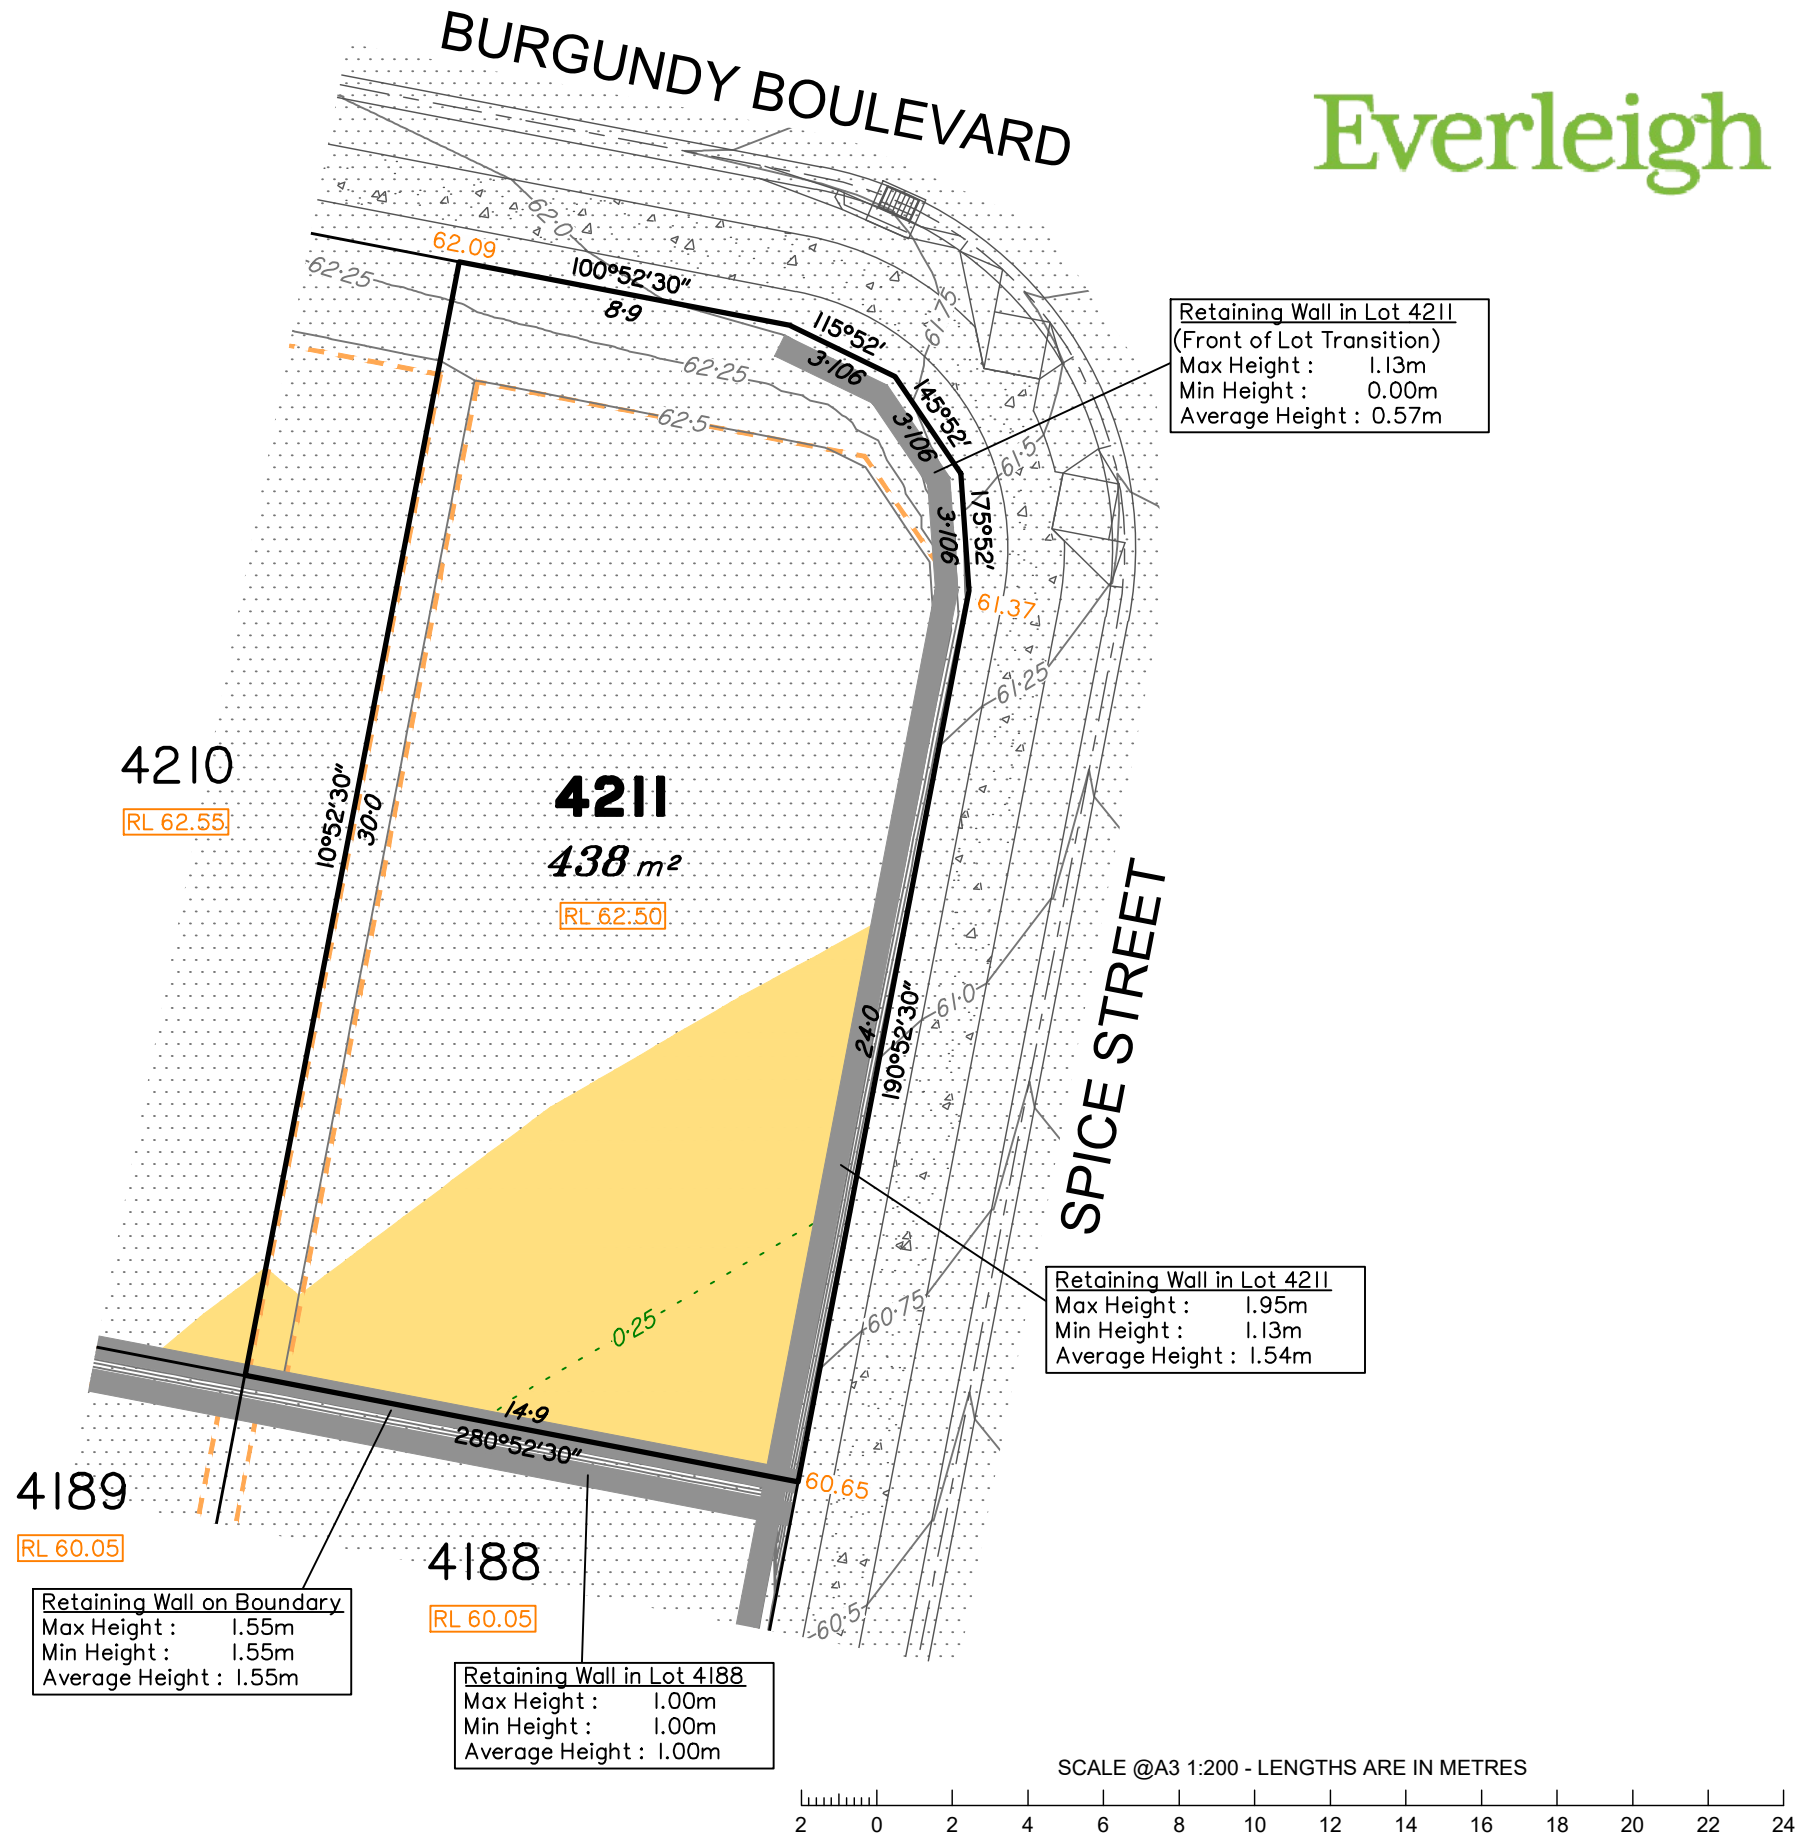 BURGUNDY BOULEVARD
Everleigh
62.09
62·0
62·25
100°52'30"
8·9
115°52'
3·106
61·75
Retaining Wall in Lot 4211
(Front of Lot Transition)
Max Height : 1.13m
Min Height : 0.00m
Average Height : 0.57m
62·25
145°52'
3·106
62·5
61·5
175°52'
3·106
61.37
61·25
4210
RL 62.55
10°52'30"
30·0
4211
438 m²
RL 62.50
SPICE STREET
24·0
190°52'30"
61·0
Retaining Wall in Lot 4211
Max Height : 1.95m
Min Height : 1.13m
Average Height : 1.54m
0·25
60·75
14·9
280°52'30"
60.65
4189
RL 60.05
4188
RL 60.05
60·5
Retaining Wall on Boundary
Max Height : 1.55m
Min Height : 1.55m
Average Height : 1.55m
Retaining Wall in Lot 4188
Max Height : 1.00m
Min Height : 1.00m
Average Height : 1.00m
SCALE @A3 1:200 - LENGTHS ARE IN METRES
2 0 2 4 6 8 10 12 14 16 18 20 22 24